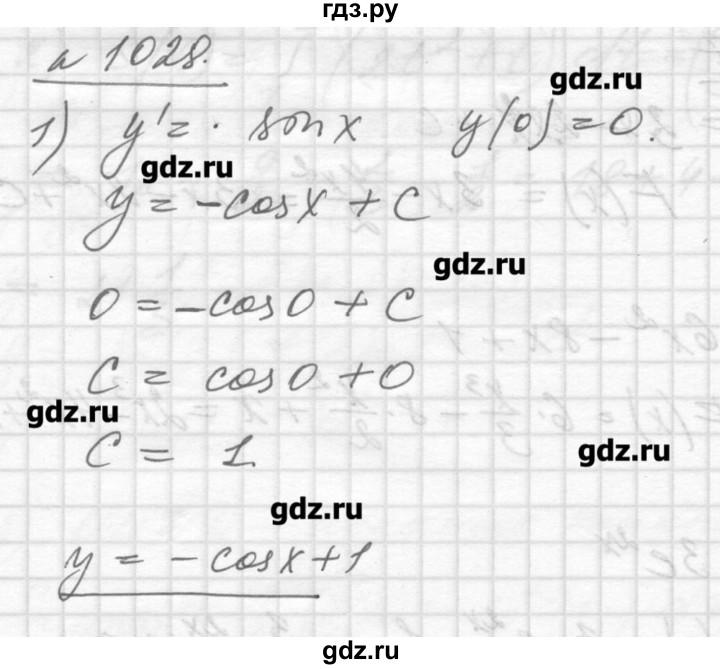 гдз.ру
№ 1028.
gdz.ru
1) y' = · sin x y(0) = 0.
gdz.ru
y = -cos x + C
gdz.ru
0 = -cos 0 + C
C = cos 0 + 0
gdz.ru
C = 1.
gdz.ru
gdz.ru
y = - cos x + 1
gdz.ru